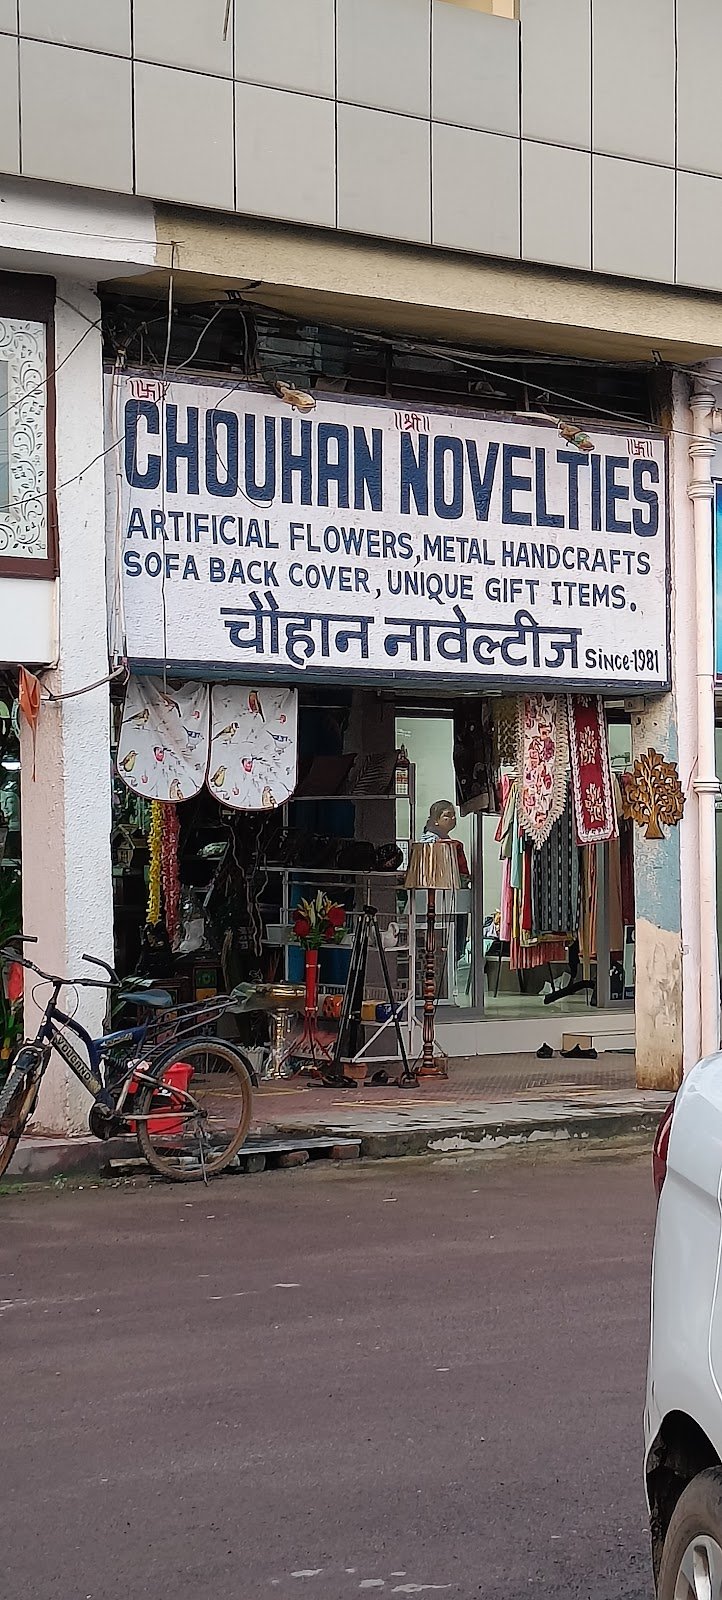 ॥श्री॥
CHOUHAN NOVELTIES
ARTIFICIAL FLOWERS, METAL HANDCRAFTS
SOFA BACK COVER, UNIQUE GIFT ITEMS.
चौहान नावेल्टीज Since-1981